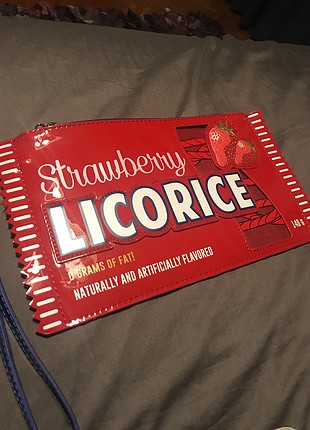 Strawberry
LICORICE
0 GRAMS OF FAT!
NATURALLY AND ARTIFICIALLY FLAVORED
140 g